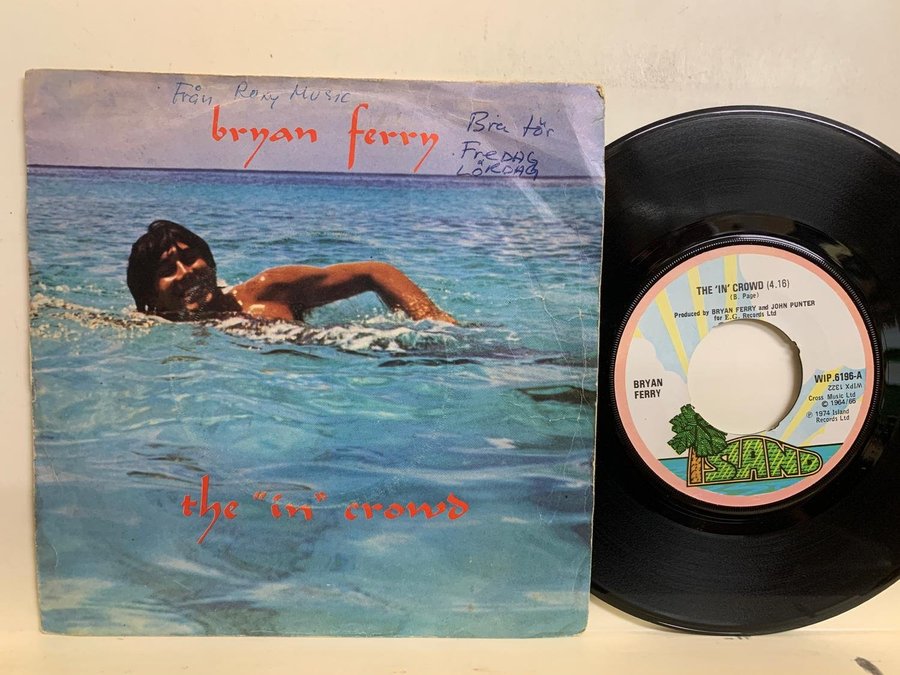 Från Roxy Music
bryan ferry
Bra för
FREDAG
LÖRDAG
the "in" crowd
THE 'IN' CROWD (4.16)
(B. Page)
Produced by BRYAN FERRY and JOHN PUNTER
for E.G. Records Ltd
BRYAN
FERRY
WIP.6196-A
WIPX 1322
Cross Music Ltd
© 1964/66
℗ 1974 Island
Records Ltd
ISLAND